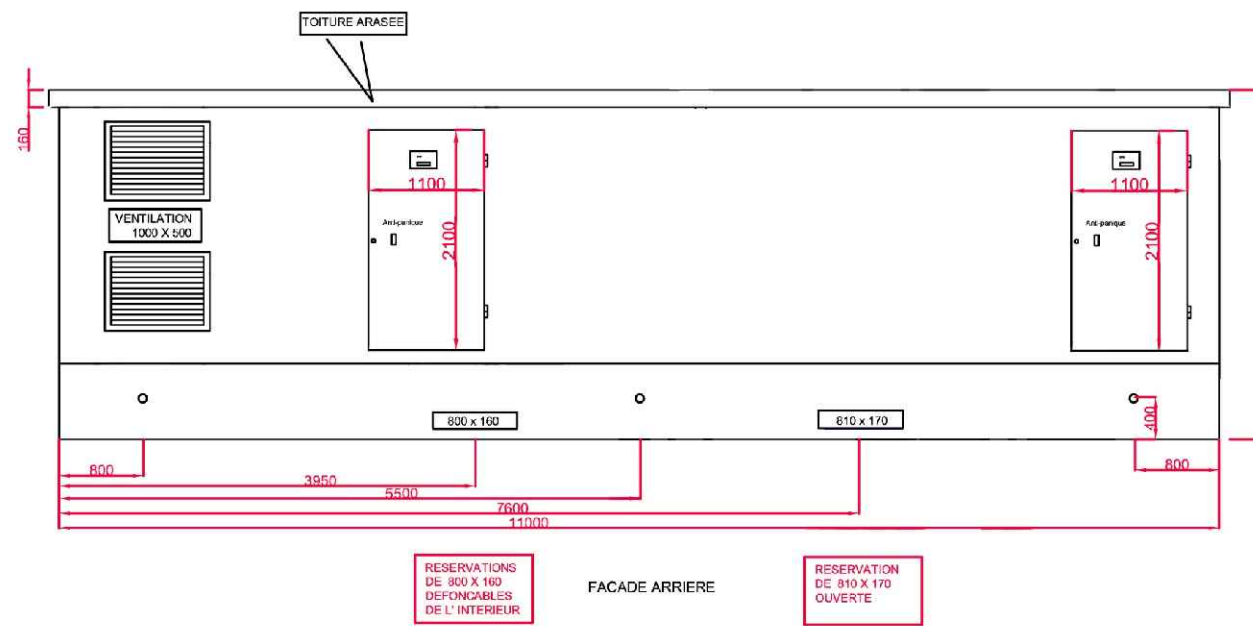 TOITURE ARASEE
160
VENTILATION
1000 X 500
1100
2100
Anti-panique
1100
2100
Anti-panique
800 x 160
810 x 170
400
800
3950
5500
7600
11000
800
RESERVATIONS
DE 800 X 160
DEFONCABLES
DE L' INTERIEUR
FACADE ARRIERE
RESERVATION
DE 810 X 170
OUVERTE